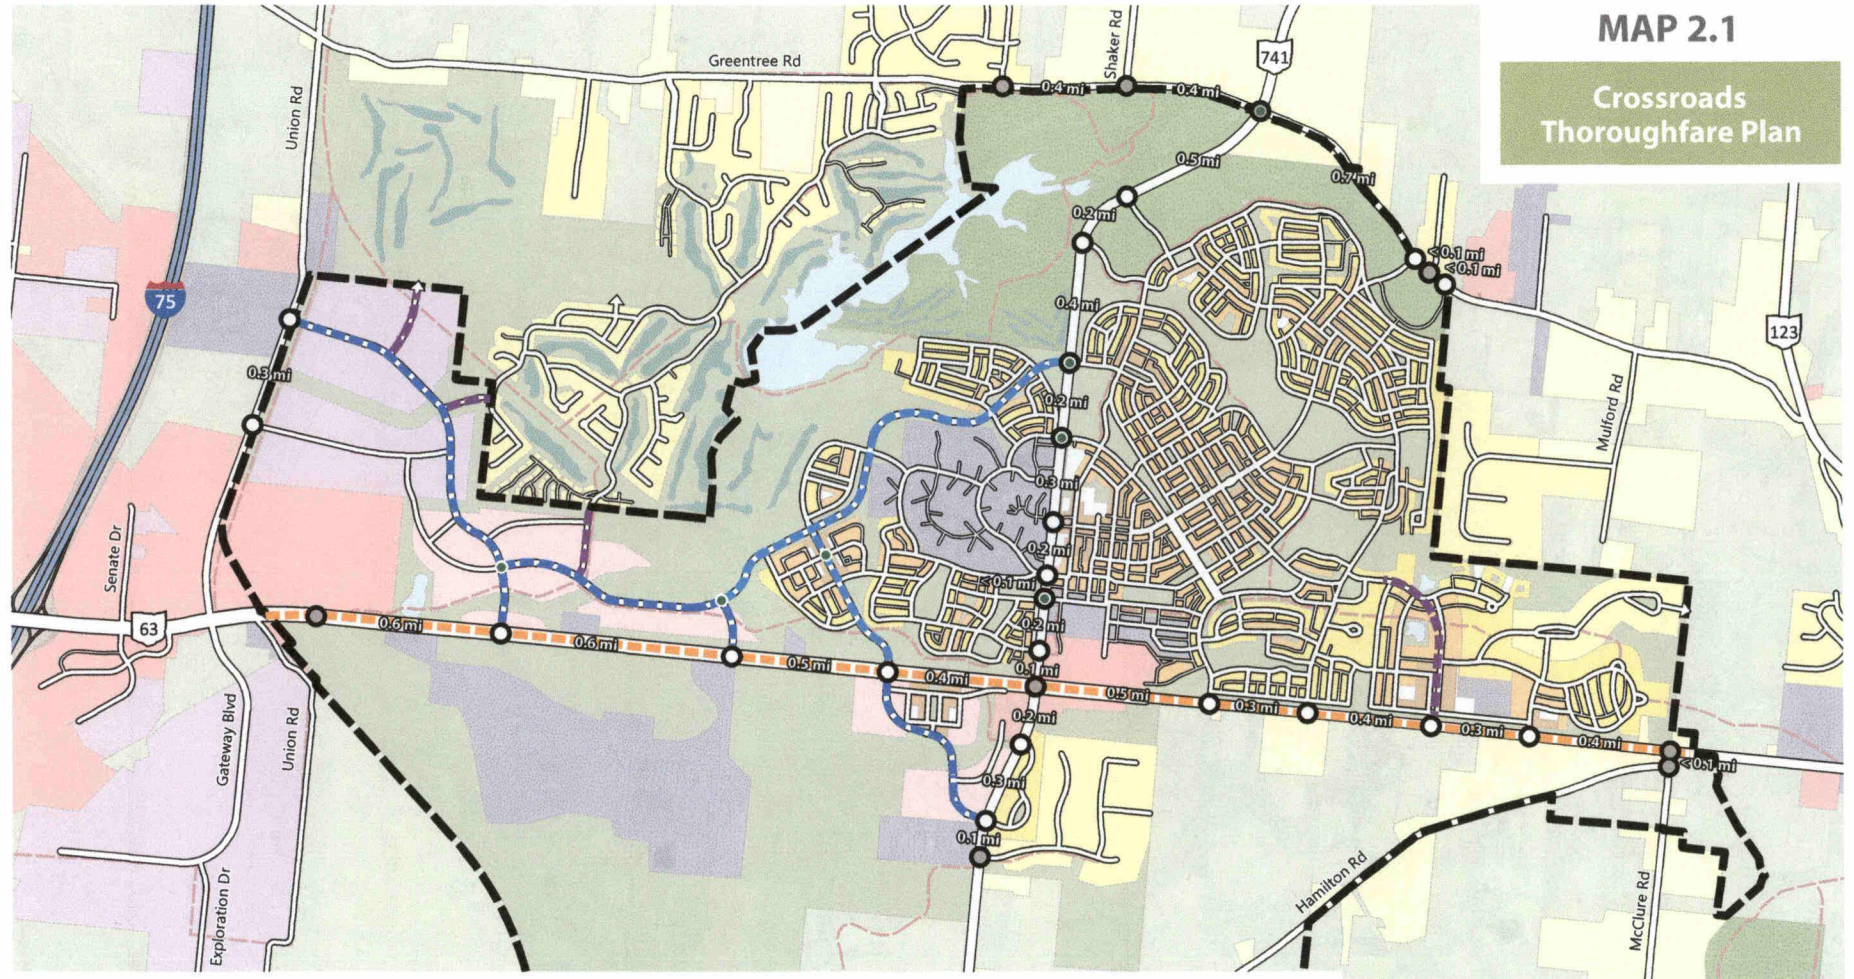 MAP 2.1
Crossroads
Thoroughfare Plan
Greentree Rd
Shaker Rd
741
Union Rd
0.4 mi
0.4 mi
0.5 mi
0.7 mi
0.2 mi
<0.1 mi
<0.1 mi
75
0.4 mi
123
0.3 mi
0.2 mi
Mulford Rd
0.3 mi
Senate Dr
0.2 mi
<0.1 mi
63
0.6 mi
0.2 mi
0.6 mi
0.5 mi
0.1 mi
0.4 mi
0.5 mi
0.3 mi
0.4 mi
0.3 mi
0.4 mi
<0.1 mi
0.2 mi
Gateway Blvd
Union Rd
0.3 mi
0.1 mi
Hamilton Rd
Exploration Dr
McClure Rd